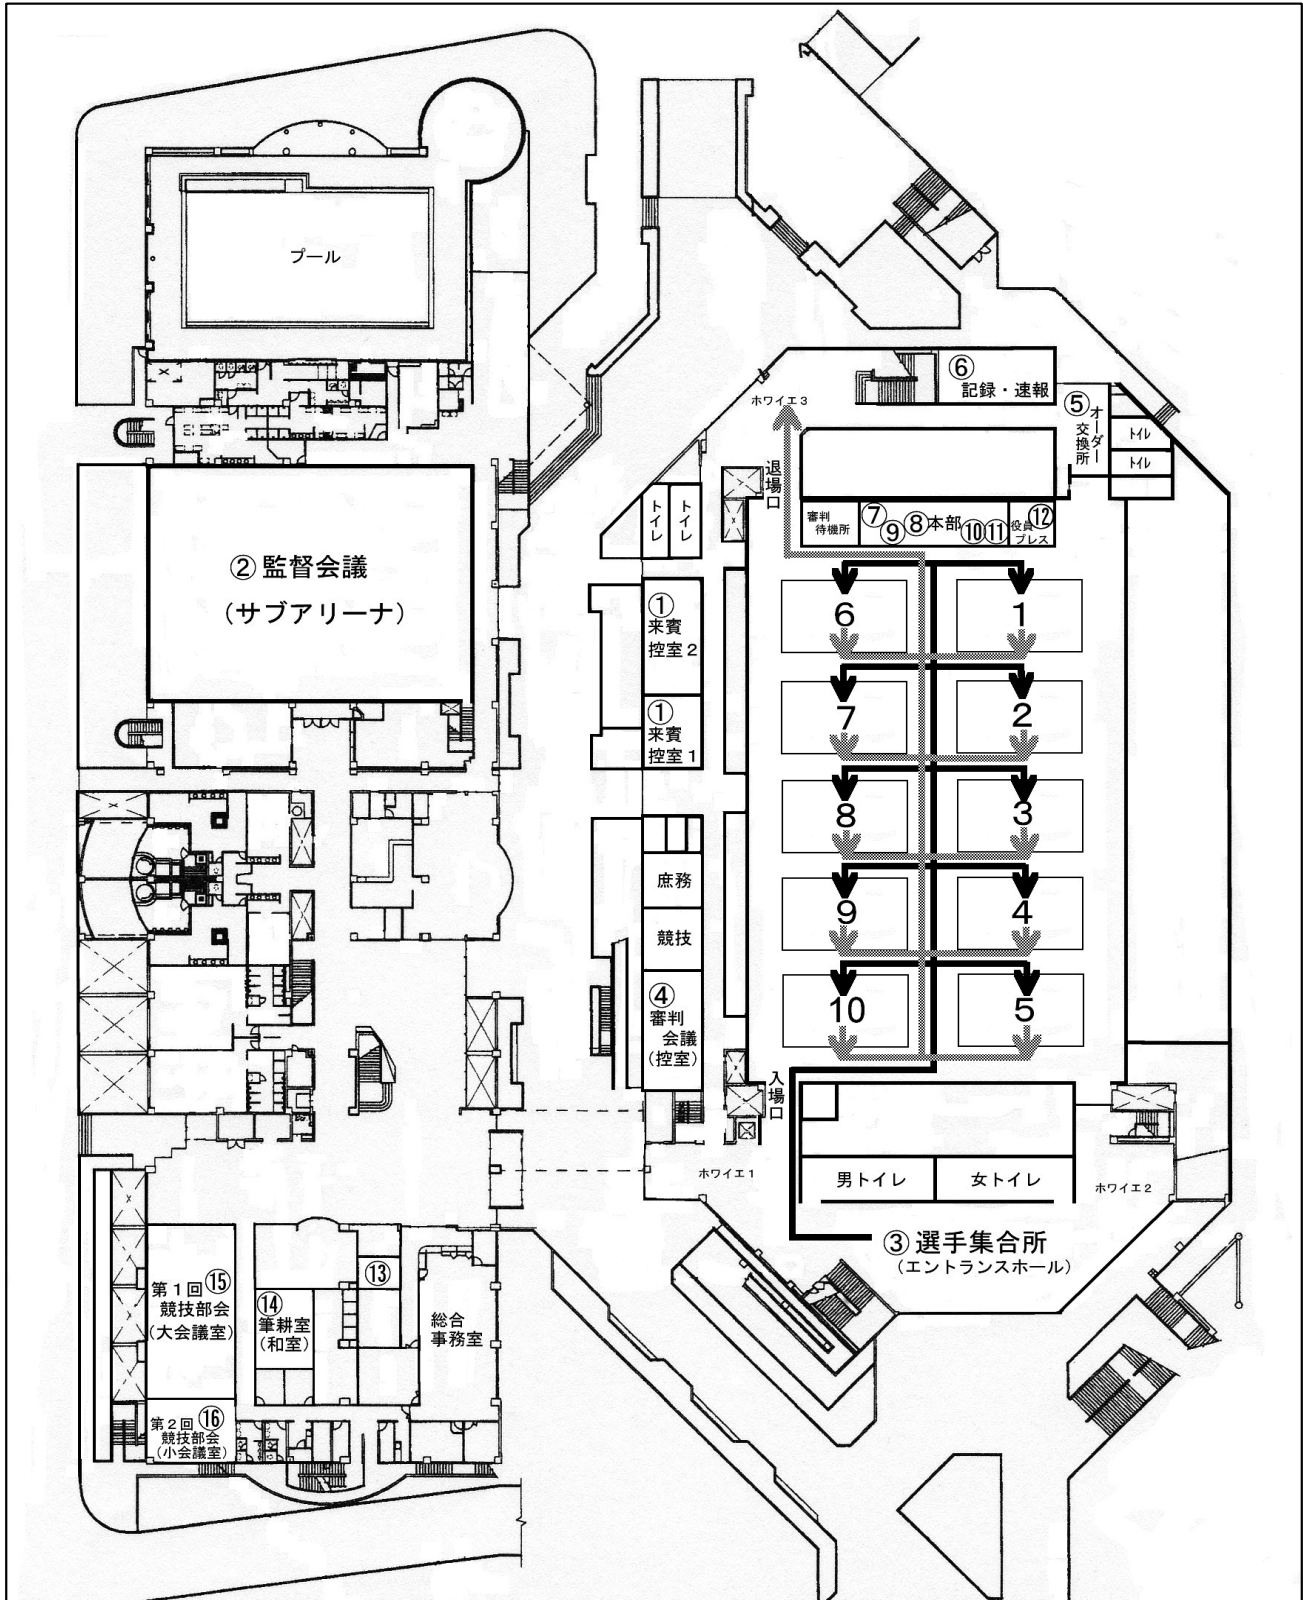 プール
② 監督会議
(サブアリーナ)
⑥
記録・速報
ホワイエ3
⑤ オーダー
交換所
トイレ
トイレ
退場口
トイレ
トイレ
審判
待機所
⑦
⑨
⑧ 本部
⑩ ⑪
役員 ⑫
プレス
①
来賓
控室2
①
来賓
控室1
6
1
7
2
8
3
9
4
10
5
庶務
競技
④
審判
会議
(控室)
入場口
ホワイエ1
男トイレ
女トイレ
ホワイエ2
③ 選手集合所
(エントランスホール)
第1回 ⑮
競技部会
(大会議室)
⑭
筆耕室
(和室)
⑬
総合
事務室
第2回 ⑯
競技部会
(小会議室)